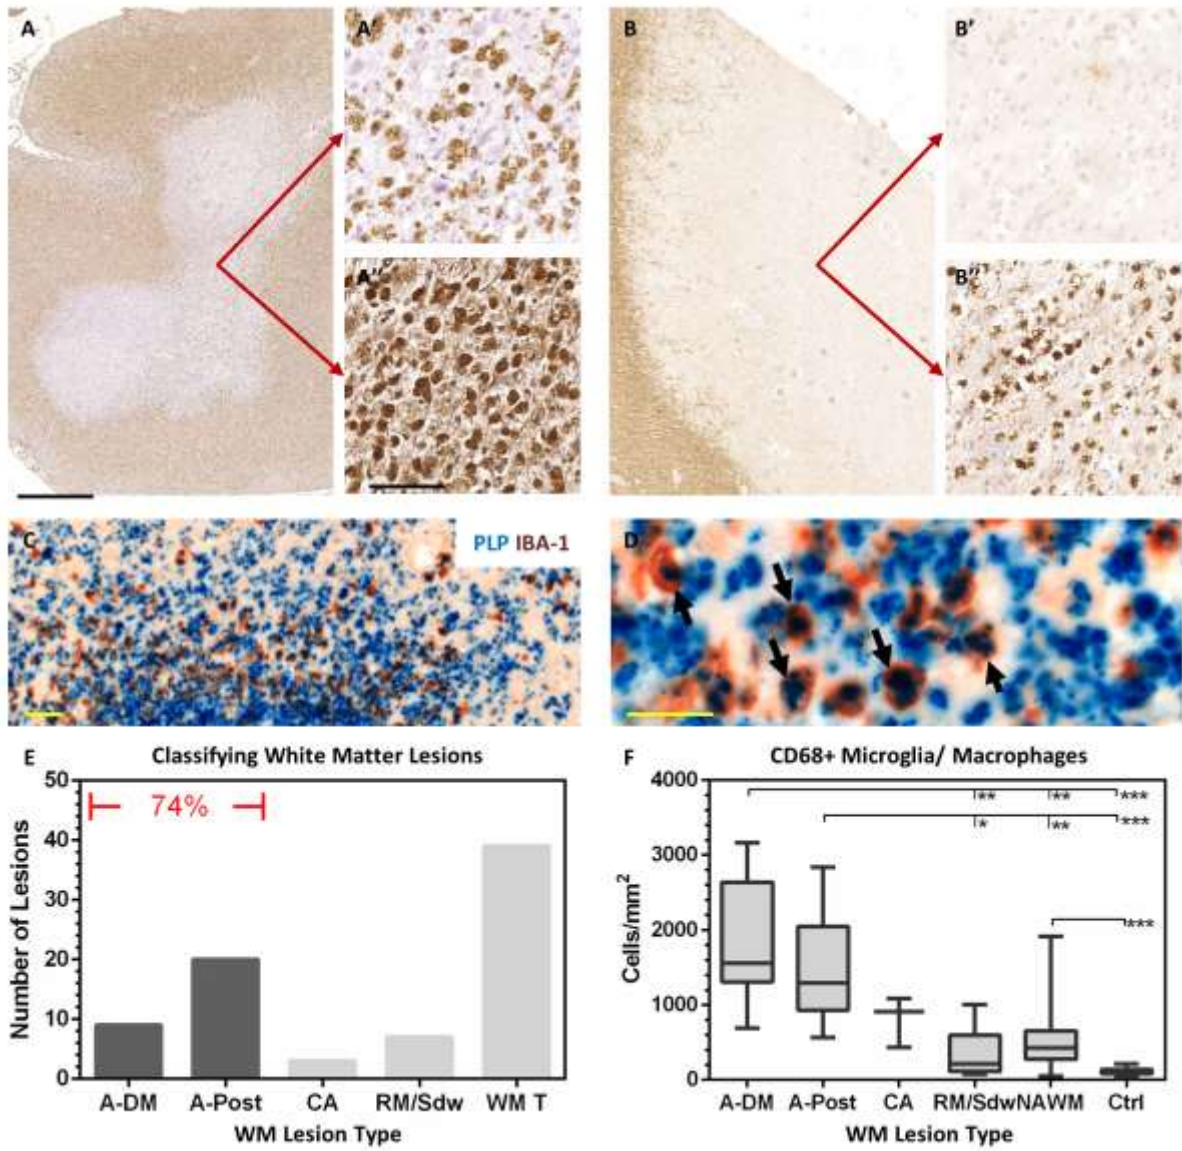 A
A'
A''
B
B'
B''
C
PLP IBA-1
D
E
Classifying White Matter Lesions
50
40
30
20
10
0
Number of Lesions
74%
A-DM A-Post CA RM/Sdw WM T
WM Lesion Type
F
CD68+ Microglia/ Macrophages
4000
3000
2000
1000
0
Cells/mm²
** ** ***
* ** ***
***
A-DM A-Post CA RM/Sdw NAWM Ctrl
WM Lesion Type